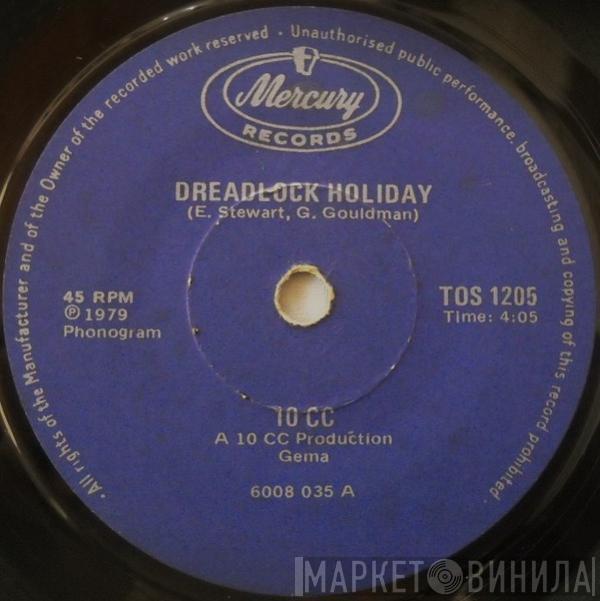 · All rights of the Manufacturer and of the Owner of the recorded work reserved · Unauthorised public performance, broadcasting and copying of this record prohibited ·
Mercury
RECORDS
DREADLOCK HOLIDAY
(E. Stewart, G. Gouldman)
45 RPM
℗ 1979
Phonogram
TOS 1205
Time: 4:05
10 CC
A 10 CC Production
Gema
6008 035 A
МАРКЕТ ВИНИЛА